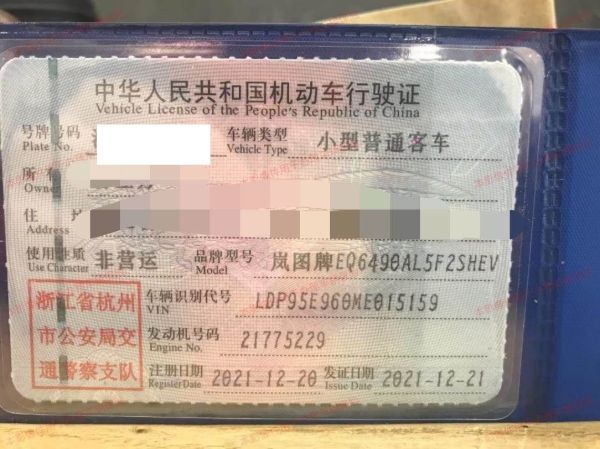 中华人民共和国机动车行驶证
Vehicle License of the People's Republic of China
号牌号码 车辆类型 小型普通客车
Plate No. Vehicle Type
所
Owner
住
Address
使用性质 非营运 品牌型号 岚图牌EQ6490AL5F2SHEV
Use Character Model
浙江省杭州
市公安局交
通警察支队
车辆识别代号 LDP95E960ME015159
VIN
发动机号码 21775229
Engine No.
注册日期 2021-12-20 发证日期 2021-12-21
Register Date Issue Date